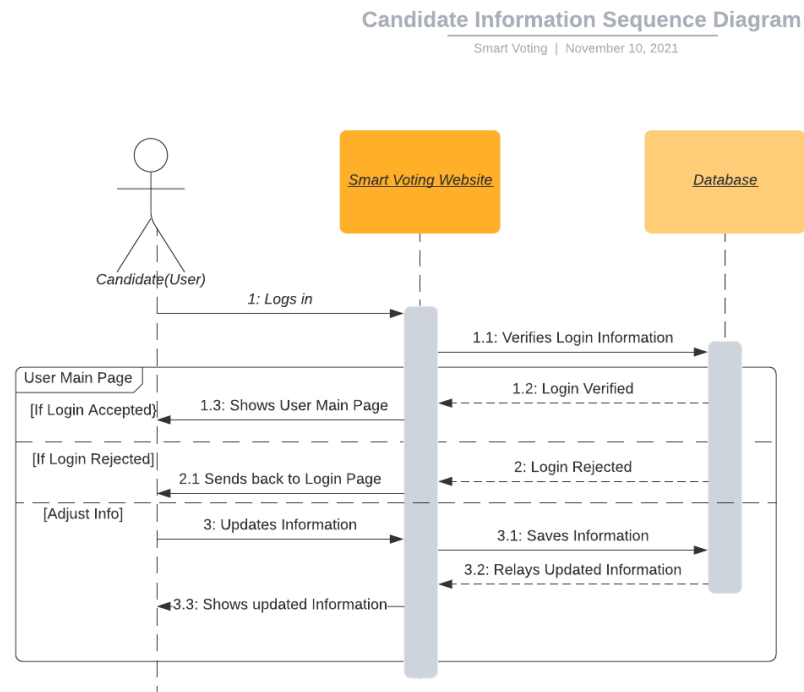 Candidate Information Sequence Diagram
Smart Voting | November 10, 2021
Smart Voting Website
Database
Candidate(User)
1: Logs in
1.1: Verifies Login Information
User Main Page
1.2: Login Verified
[If Login Accepted}
1.3: Shows User Main Page
[If Login Rejected]
2: Login Rejected
2.1 Sends back to Login Page
[Adjust Info]
3: Updates Information
3.1: Saves Information
3.2: Relays Updated Information
3.3: Shows updated Information